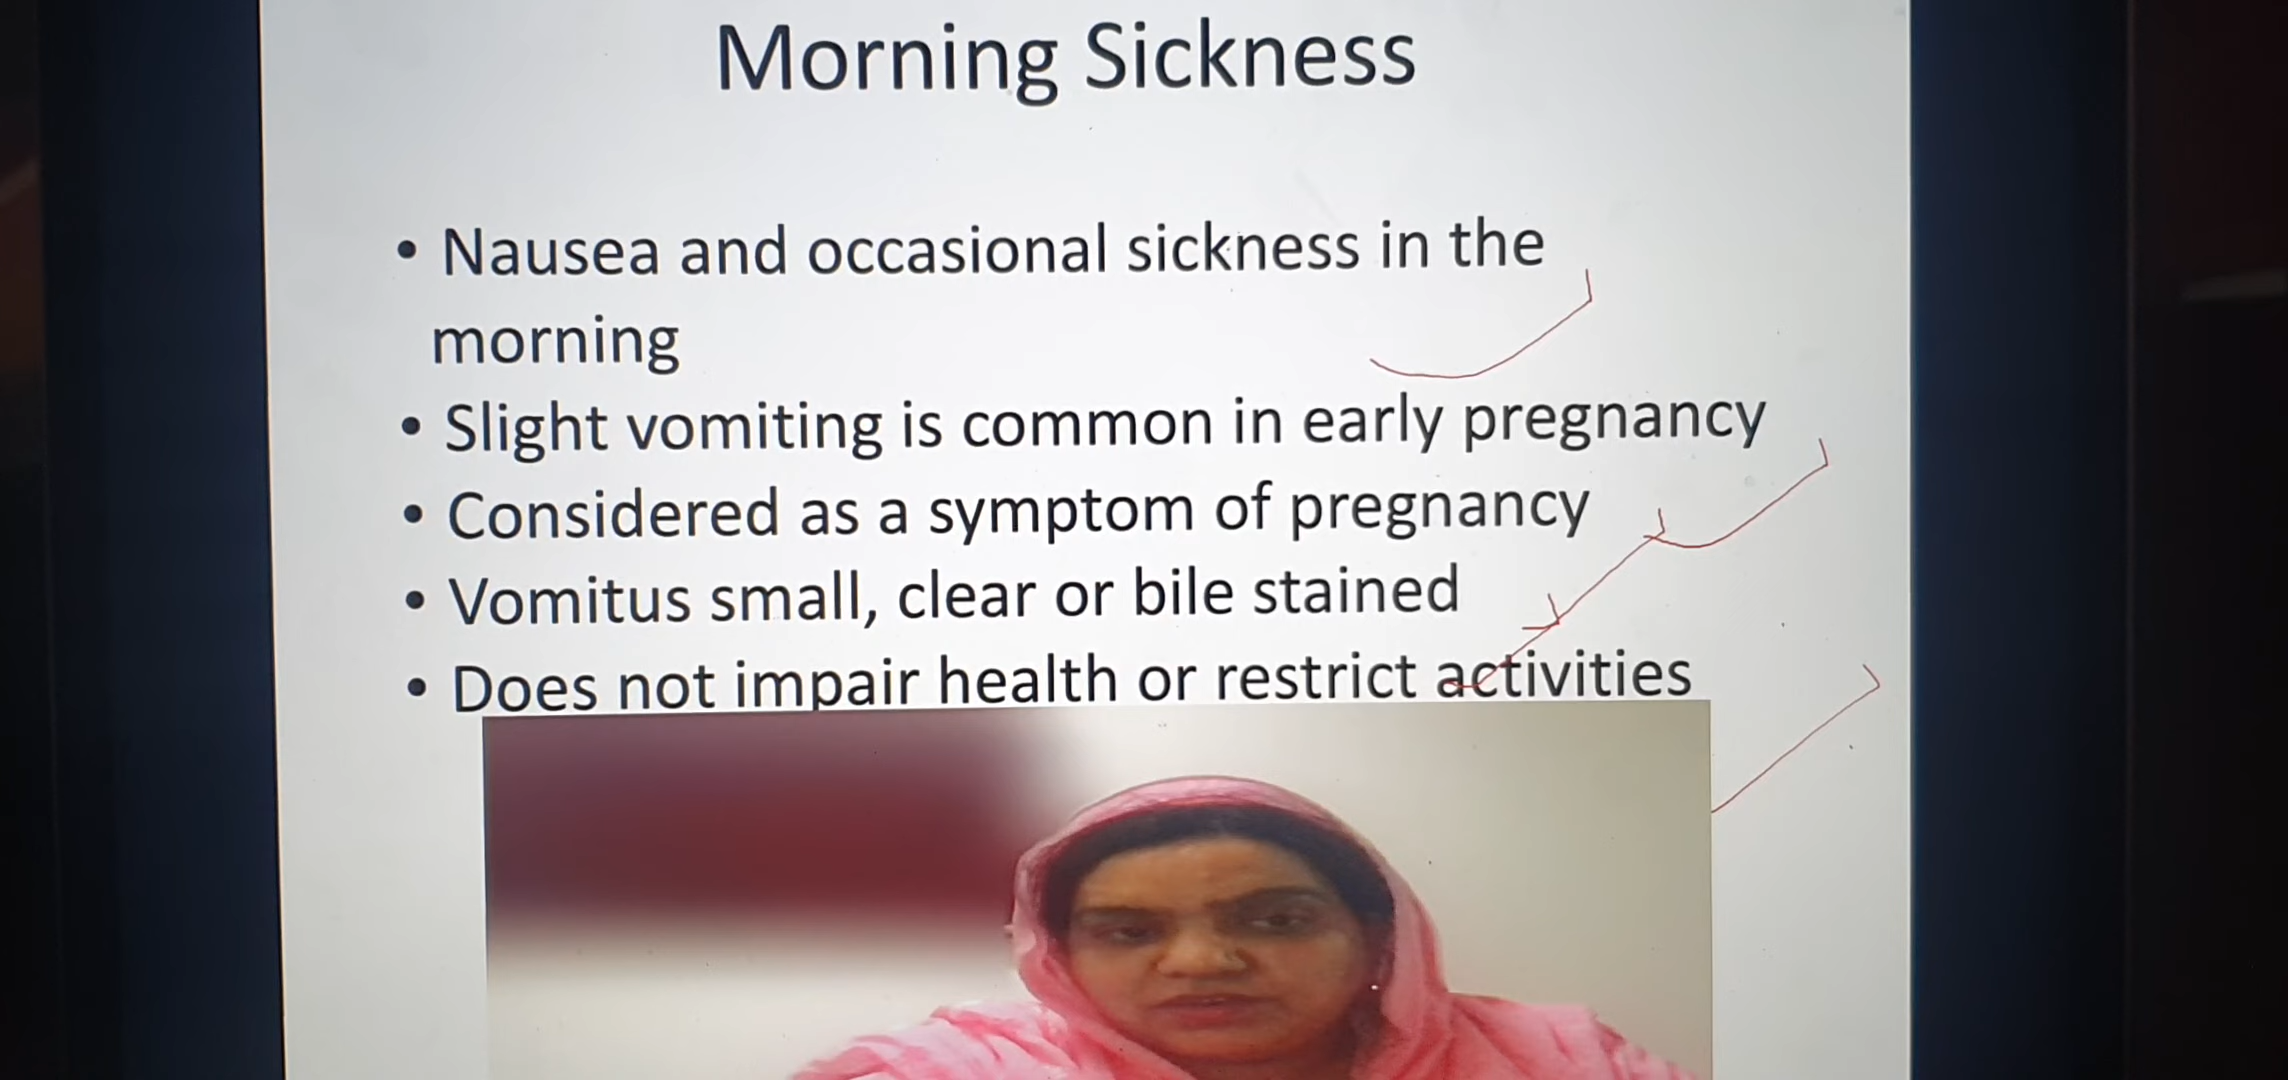 Morning Sickness
• Nausea and occasional sickness in the
morning
• Slight vomiting is common in early pregnancy
• Considered as a symptom of pregnancy
• Vomitus small, clear or bile stained
• Does not impair health or restrict activities